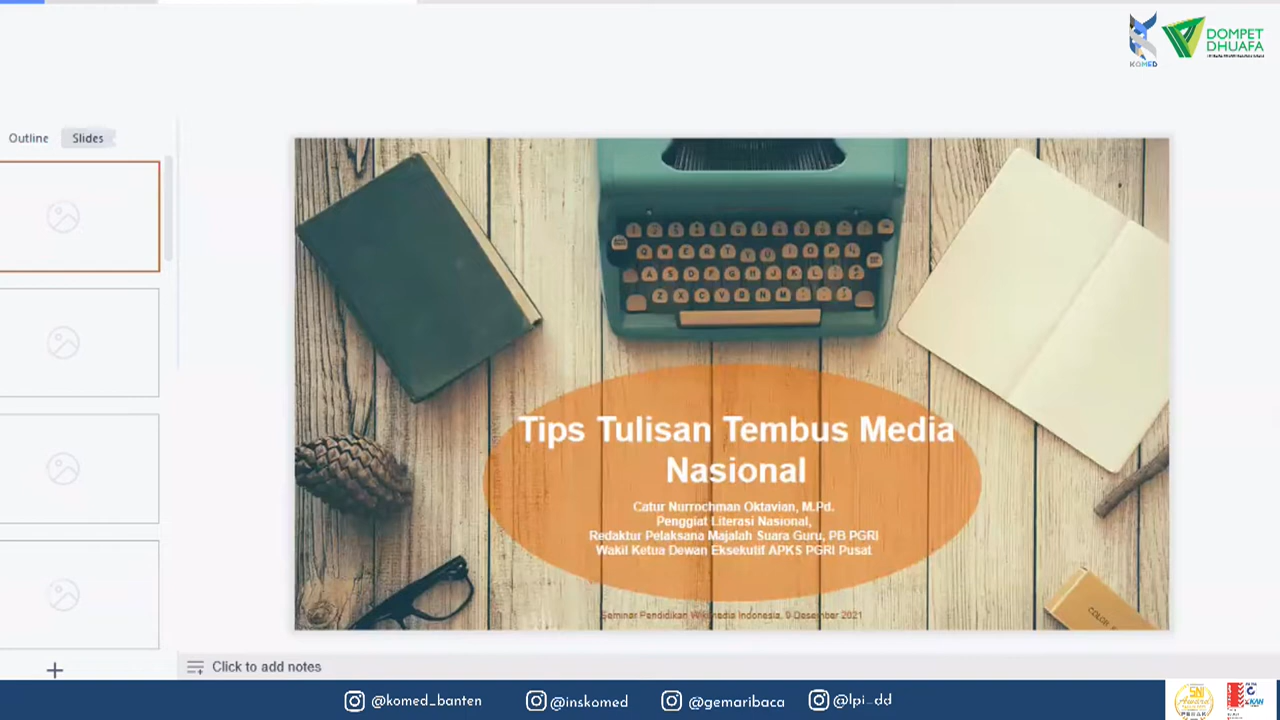 KOMED
DOMPET
DHUAFA
Outline
Slides
Tips Tulisan Tembus Media
Nasional
Catur Nurrochman Oktavian, M.Pd.
Penggiat Literasi Nasional,
Redaktur Pelaksana Majalah Suara Guru, PB PGRI
Wakil Ketua Dewan Eksekutif APKS PGRI Pusat
Seminar Pendidikan Wikimedia Indonesia, 9 Desember 2021
Click to add notes
@komed_banten
@inskomed
@gemaribaca
@lpi_dd
SNI